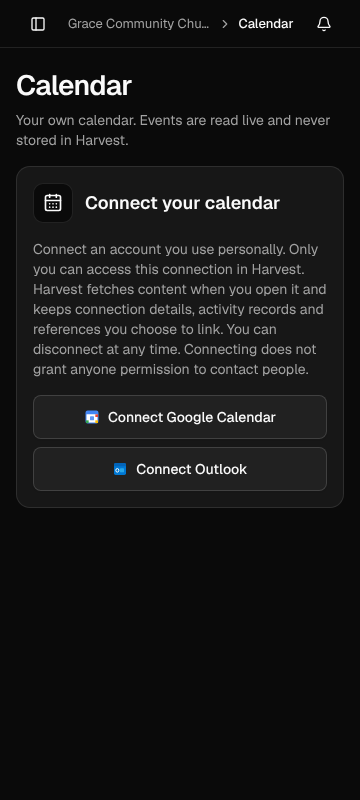 Grace Community Chu... > Calendar
Calendar
Your own calendar. Events are read live and never
stored in Harvest.
Connect your calendar
Connect an account you use personally. Only
you can access this connection in Harvest.
Harvest fetches content when you open it and
keeps connection details, activity records and
references you choose to link. You can
disconnect at any time. Connecting does not
grant anyone permission to contact people.
Connect Google Calendar
Connect Outlook